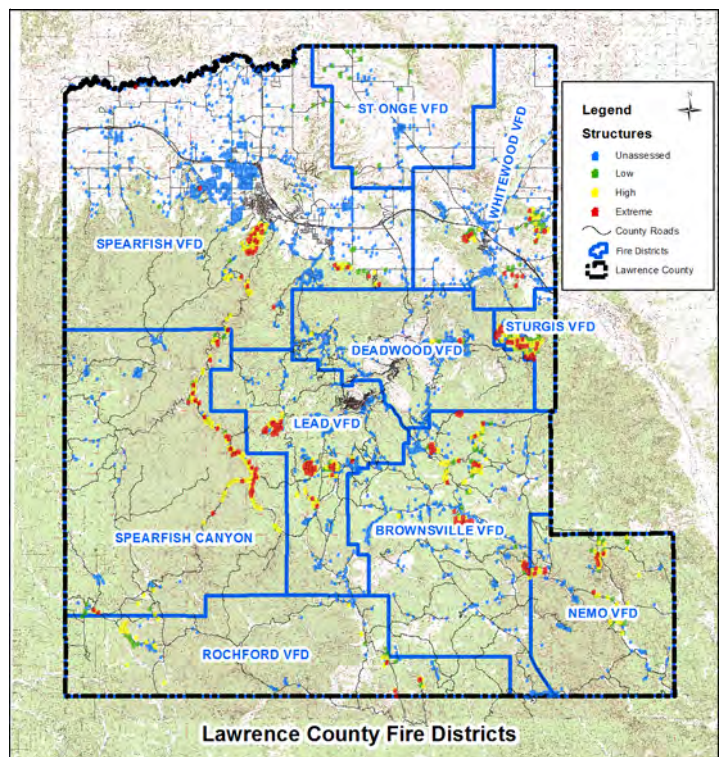 ST ONGE VFD
WHITEWOOD VFD
SPEARFISH VFD
STURGIS VFD
DEADWOOD VFD
LEAD VFD
SPEARFISH CANYON
BROWNSVILLE VFD
NEMO VFD
ROCHFORD VFD
Legend
N
Structures
Unassessed
Low
High
Extreme
County Roads
Fire Districts
Lawrence County
Lawrence County Fire Districts